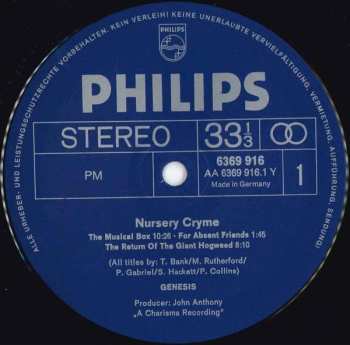 ALLE URHEBER- UND LEISTUNGSSCHUTZRECHTE VORBEHALTEN. KEIN VERLEIH! KEINE UNERLAUBTE VERVIELFÄLTIGUNG, VERMIETUNG, AUFFÜHRUNG, SENDUNG!
PHILIPS
PHILIPS
STEREO 33 1/3
6369 916
PM AA 6369 916.1 Y 1
Made in Germany
Nursery Cryme
The Musical Box 10:26 - For Absent Friends 1:45
The Return Of The Giant Hogweed 8:10
(All titles by: T. Bank/M. Rutherford/
P. Gabriel/S. Hackett/P. Collins)
GENESIS
Producer: John Anthony
„A Charisma Recording"